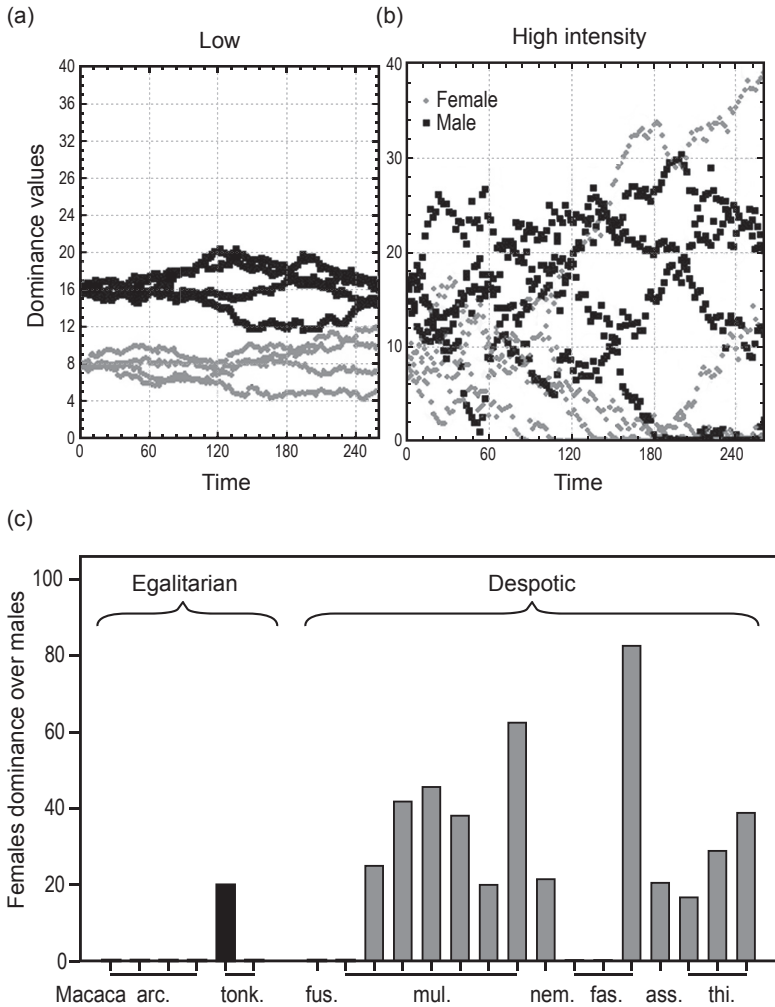 (a)
Low
40
36
32
28
24
20
16
12
8
4
0
Dominance values
0 60 120 180 240
Time
(b)
High intensity
40
30
20
10
0
Female
Male
0 60 120 180 240
Time
(c)
Females dominance over males
100
80
60
40
20
0
Egalitarian Despotic
Macaca arc. tonk. fus. mul. nem. fas. ass. thi.